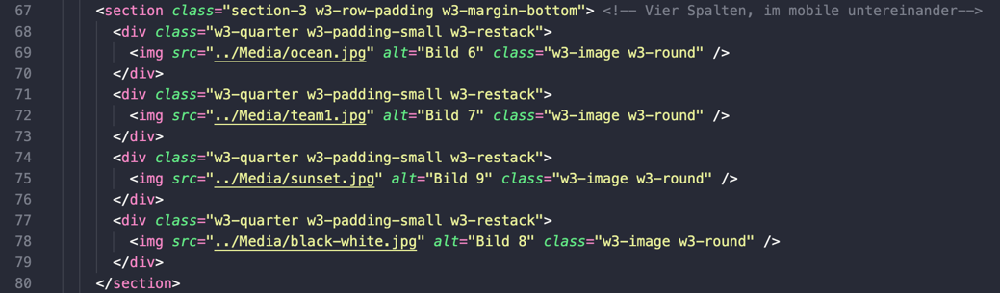 67 <section class="section-3 w3-row-padding w3-margin-bottom"> <!-- Vier Spalten, im mobile untereinander-->
68 <div class="w3-quarter w3-padding-small w3-restack">
69 <img src="../Media/ocean.jpg" alt="Bild 6" class="w3-image w3-round" />
70 </div>
71 <div class="w3-quarter w3-padding-small w3-restack">
72 <img src="../Media/team1.jpg" alt="Bild 7" class="w3-image w3-round" />
73 </div>
74 <div class="w3-quarter w3-padding-small w3-restack">
75 <img src="../Media/sunset.jpg" alt="Bild 9" class="w3-image w3-round" />
76 </div>
77 <div class="w3-quarter w3-padding-small w3-restack">
78 <img src="../Media/black-white.jpg" alt="Bild 8" class="w3-image w3-round" />
79 </div>
80 </section>